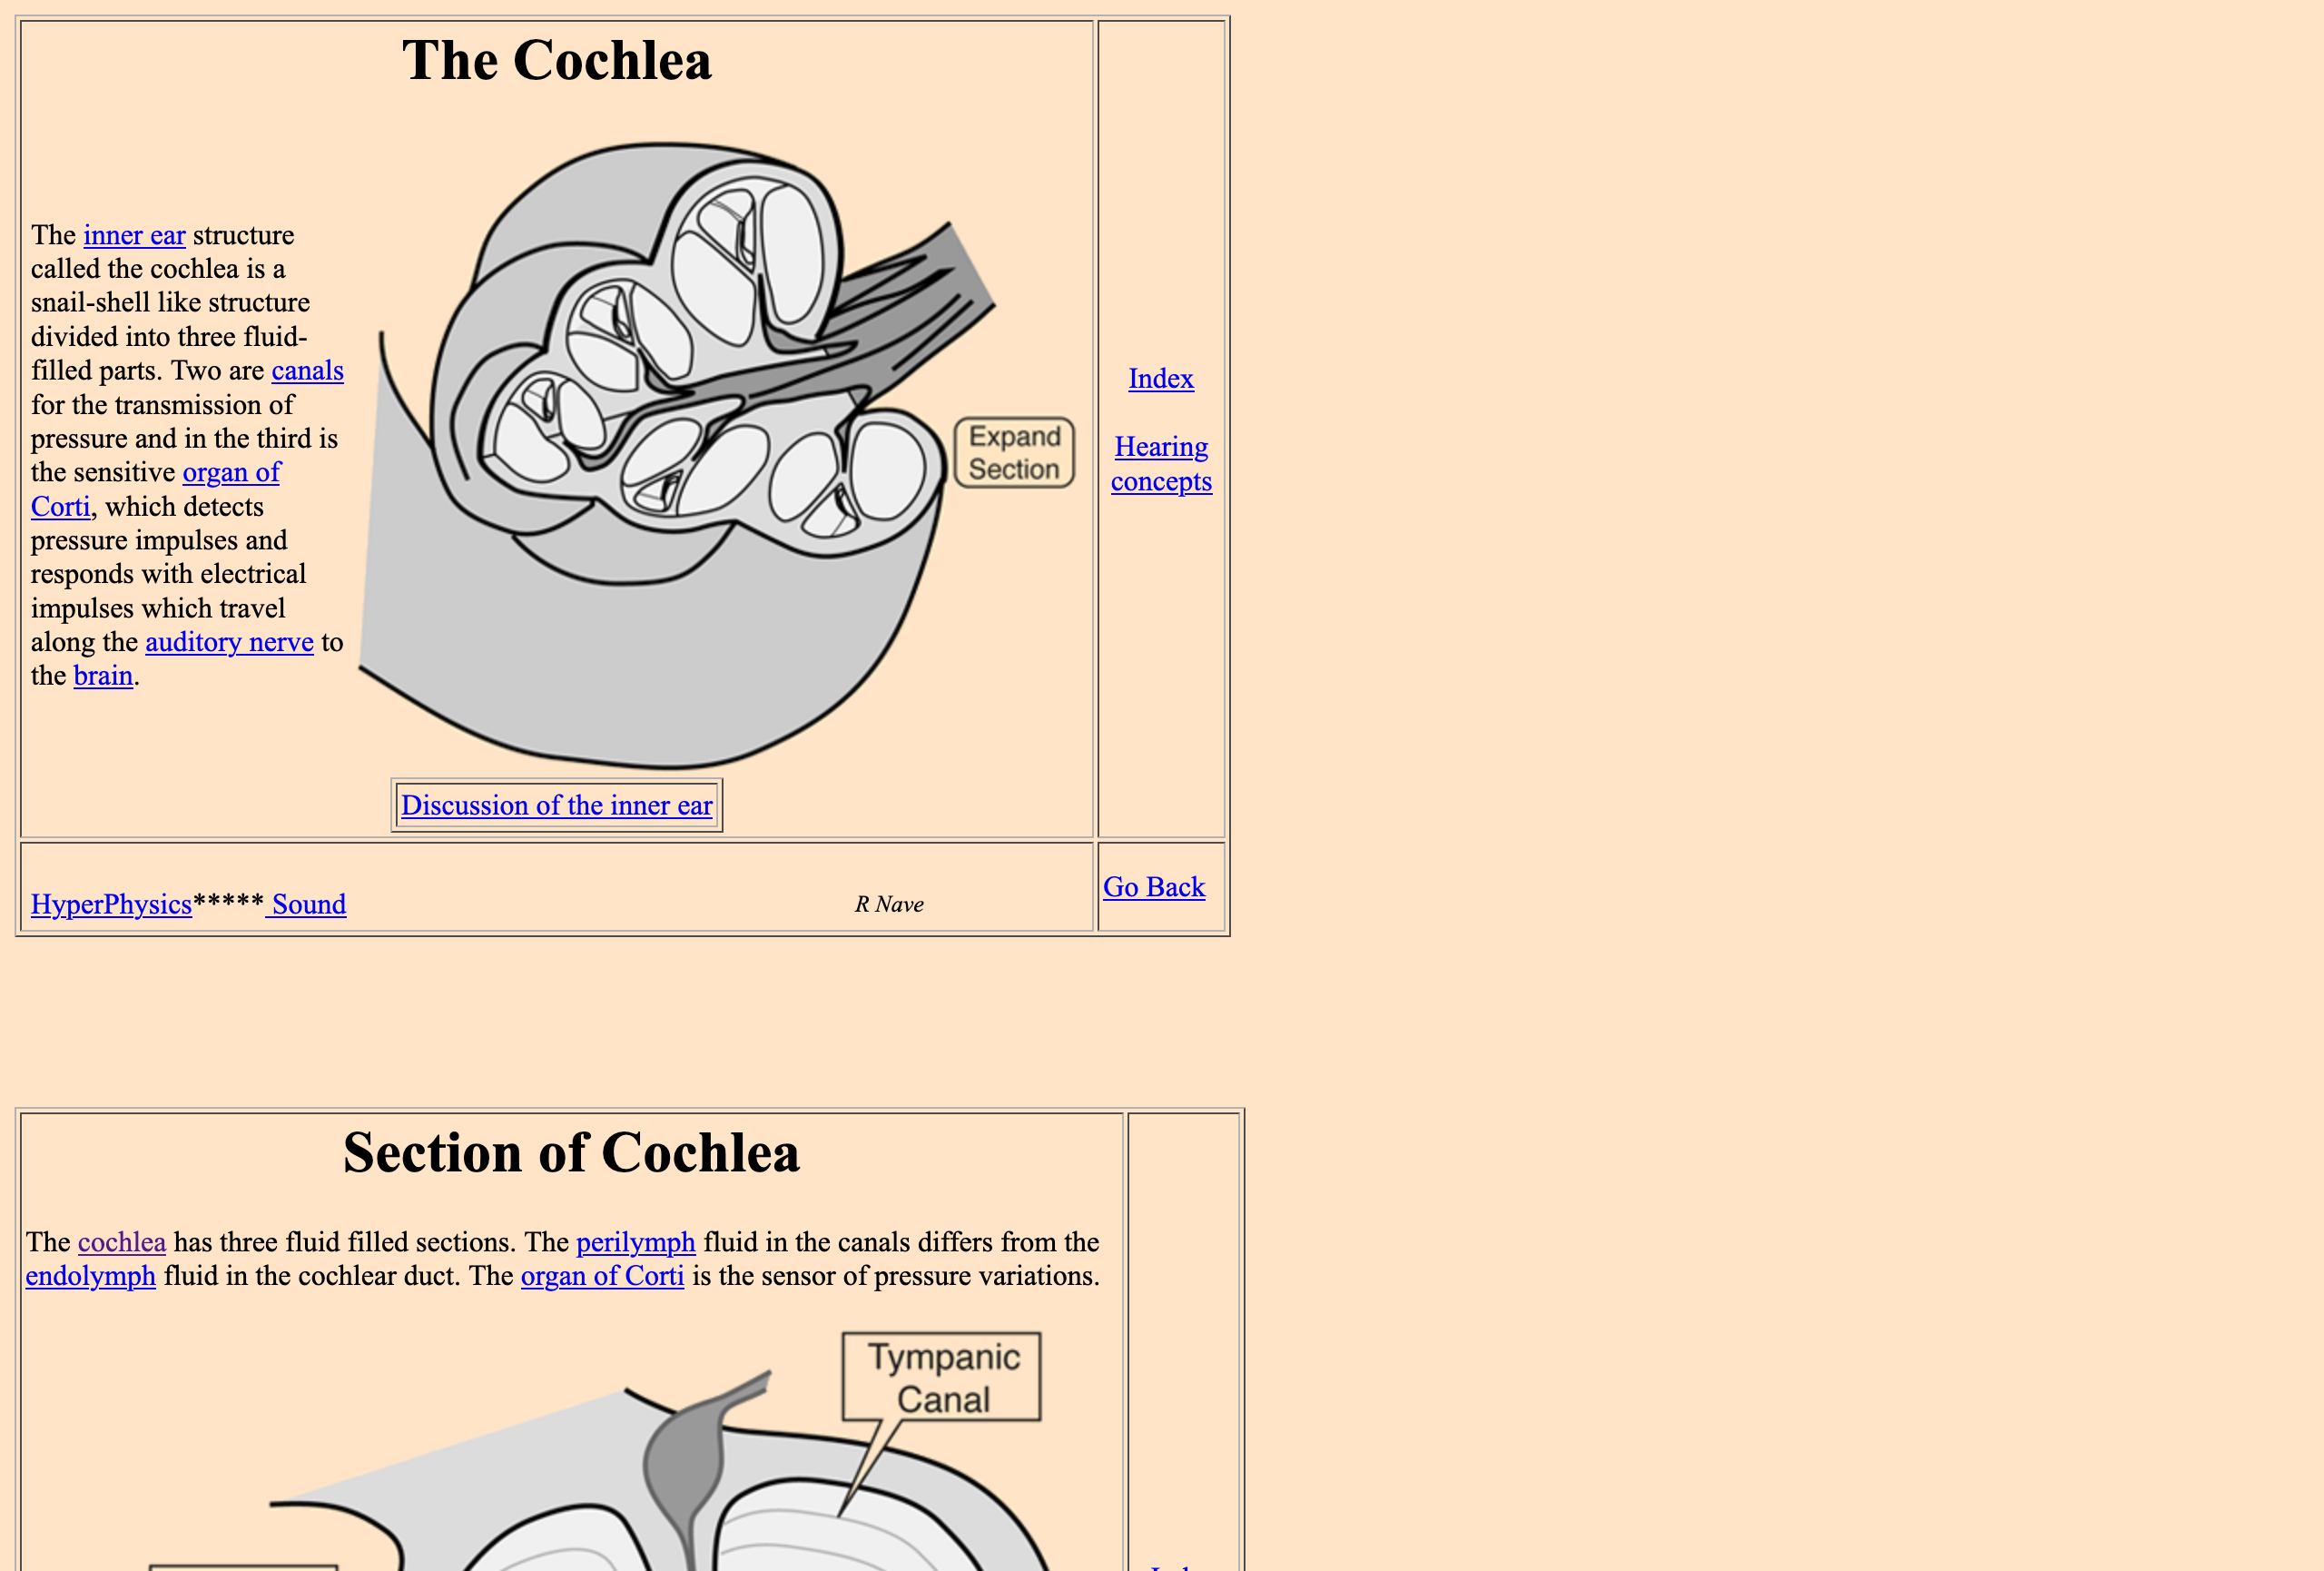 The Cochlea
The inner ear structure
called the cochlea is a
snail-shell like structure
divided into three fluid-
filled parts. Two are canals
for the transmission of
pressure and in the third is
the sensitive organ of
Corti, which detects
pressure impulses and
responds with electrical
impulses which travel
along the auditory nerve to
the brain.
Expand
Section
Discussion of the inner ear
Index
Hearing
concepts
HyperPhysics***** Sound
R Nave
Go Back
Section of Cochlea
The cochlea has three fluid filled sections. The perilymph fluid in the canals differs from the
endolymph fluid in the cochlear duct. The organ of Corti is the sensor of pressure variations.
Tympanic
Canal